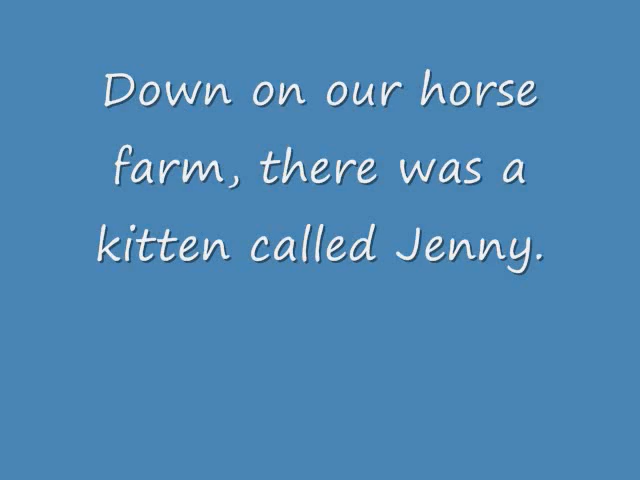 Down on our horse
farm, there was a
kitten called Jenny.